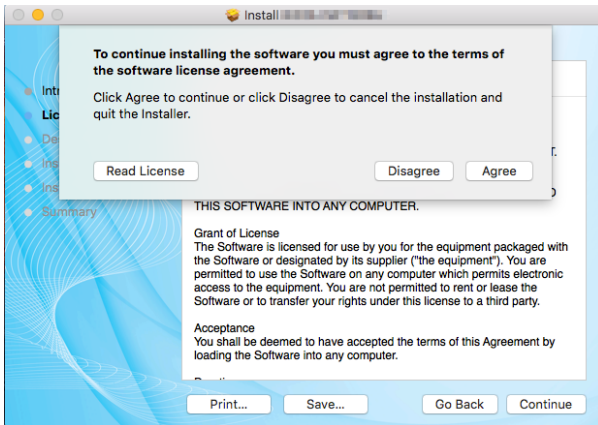 Install
To continue installing the software you must agree to the terms of
the software license agreement.
Click Agree to continue or click Disagree to cancel the installation and
quit the Installer.
Read License
Disagree
Agree
Summary
THIS SOFTWARE INTO ANY COMPUTER.
Grant of License
The Software is licensed for use by you for the equipment packaged with
the Software or designated by its supplier ("the equipment"). You are
permitted to use the Software on any computer which permits electronic
access to the equipment. You are not permitted to rent or lease the
Software or to transfer your rights under this license to a third party.
Acceptance
You shall be deemed to have accepted the terms of this Agreement by
loading the Software into any computer.
Print...
Save...
Go Back
Continue